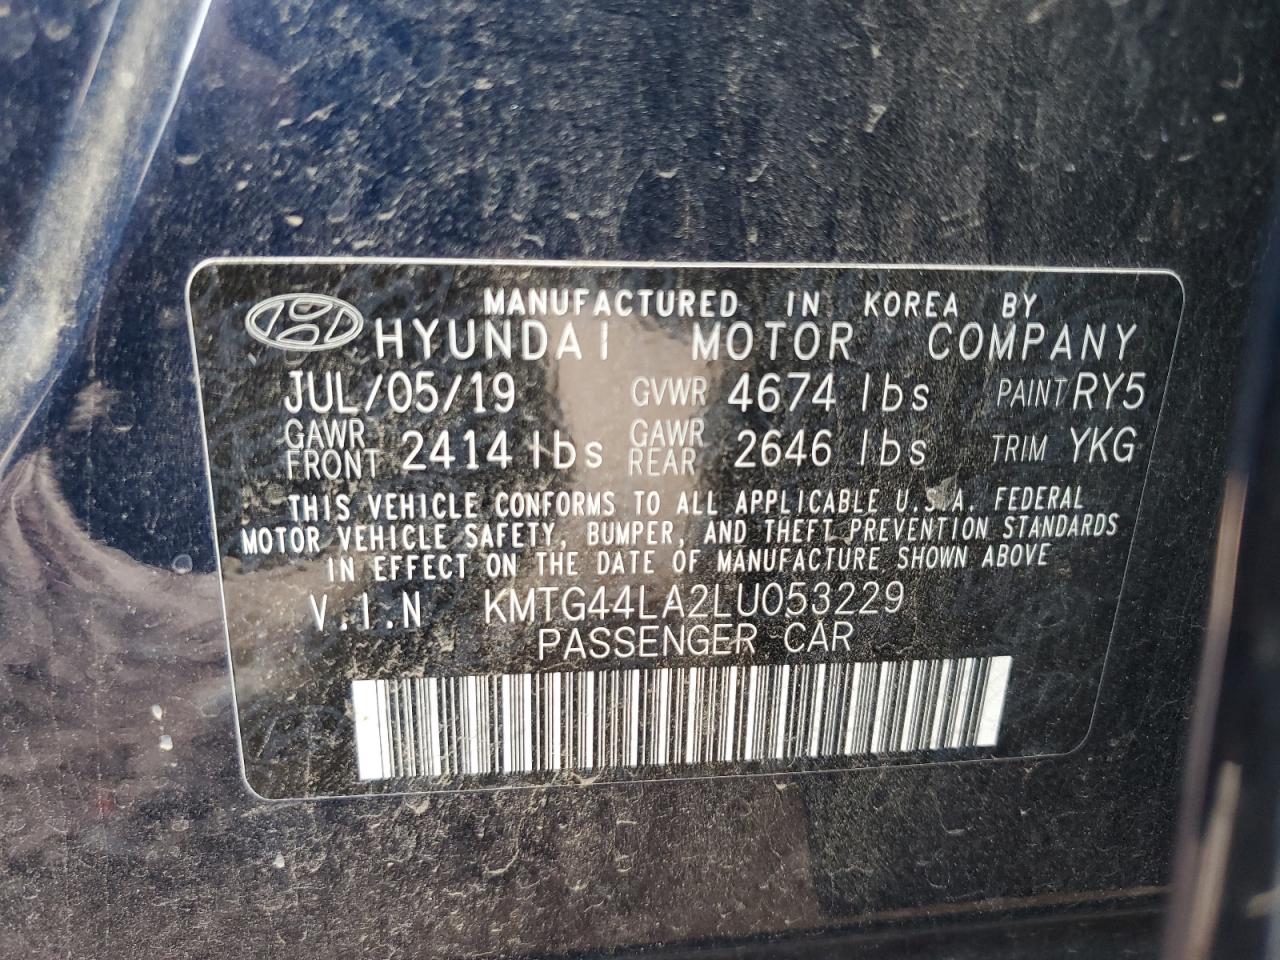 MANUFACTURED IN KOREA BY
HYUNDAI MOTOR COMPANY
JUL/05/19 GVWR 4674 lbs PAINT RY5
GAWR FRONT 2414 lbs GAWR REAR 2646 lbs TRIM YKG
THIS VEHICLE CONFORMS TO ALL APPLICABLE U.S.A. FEDERAL
MOTOR VEHICLE SAFETY, BUMPER, AND THEFT PREVENTION STANDARDS
IN EFFECT ON THE DATE OF MANUFACTURE SHOWN ABOVE
V.I.N KMTG44LA2LU053229
PASSENGER CAR